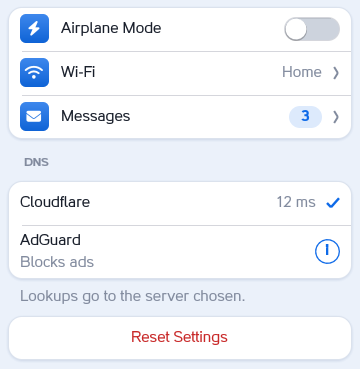 Airplane Mode
Wi-Fi Home
Messages 3
DNS
Cloudflare 12 ms
AdGuard
Blocks ads
Lookups go to the server chosen.
Reset Settings